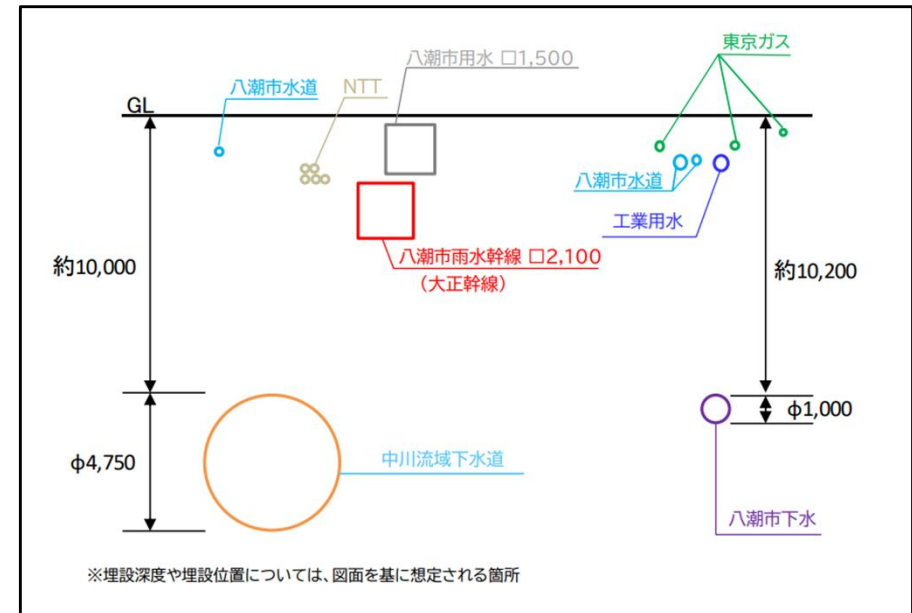 東京ガス
八潮市用水 □1,500
八潮市水道
NTT
GL
八潮市水道
工業用水
八潮市雨水幹線 □2,100
（大正幹線）
約10,000
約10,200
φ1,000
φ4,750
中川流域下水道
八潮市下水
※埋設深度や埋設位置については、図面を基に想定される箇所